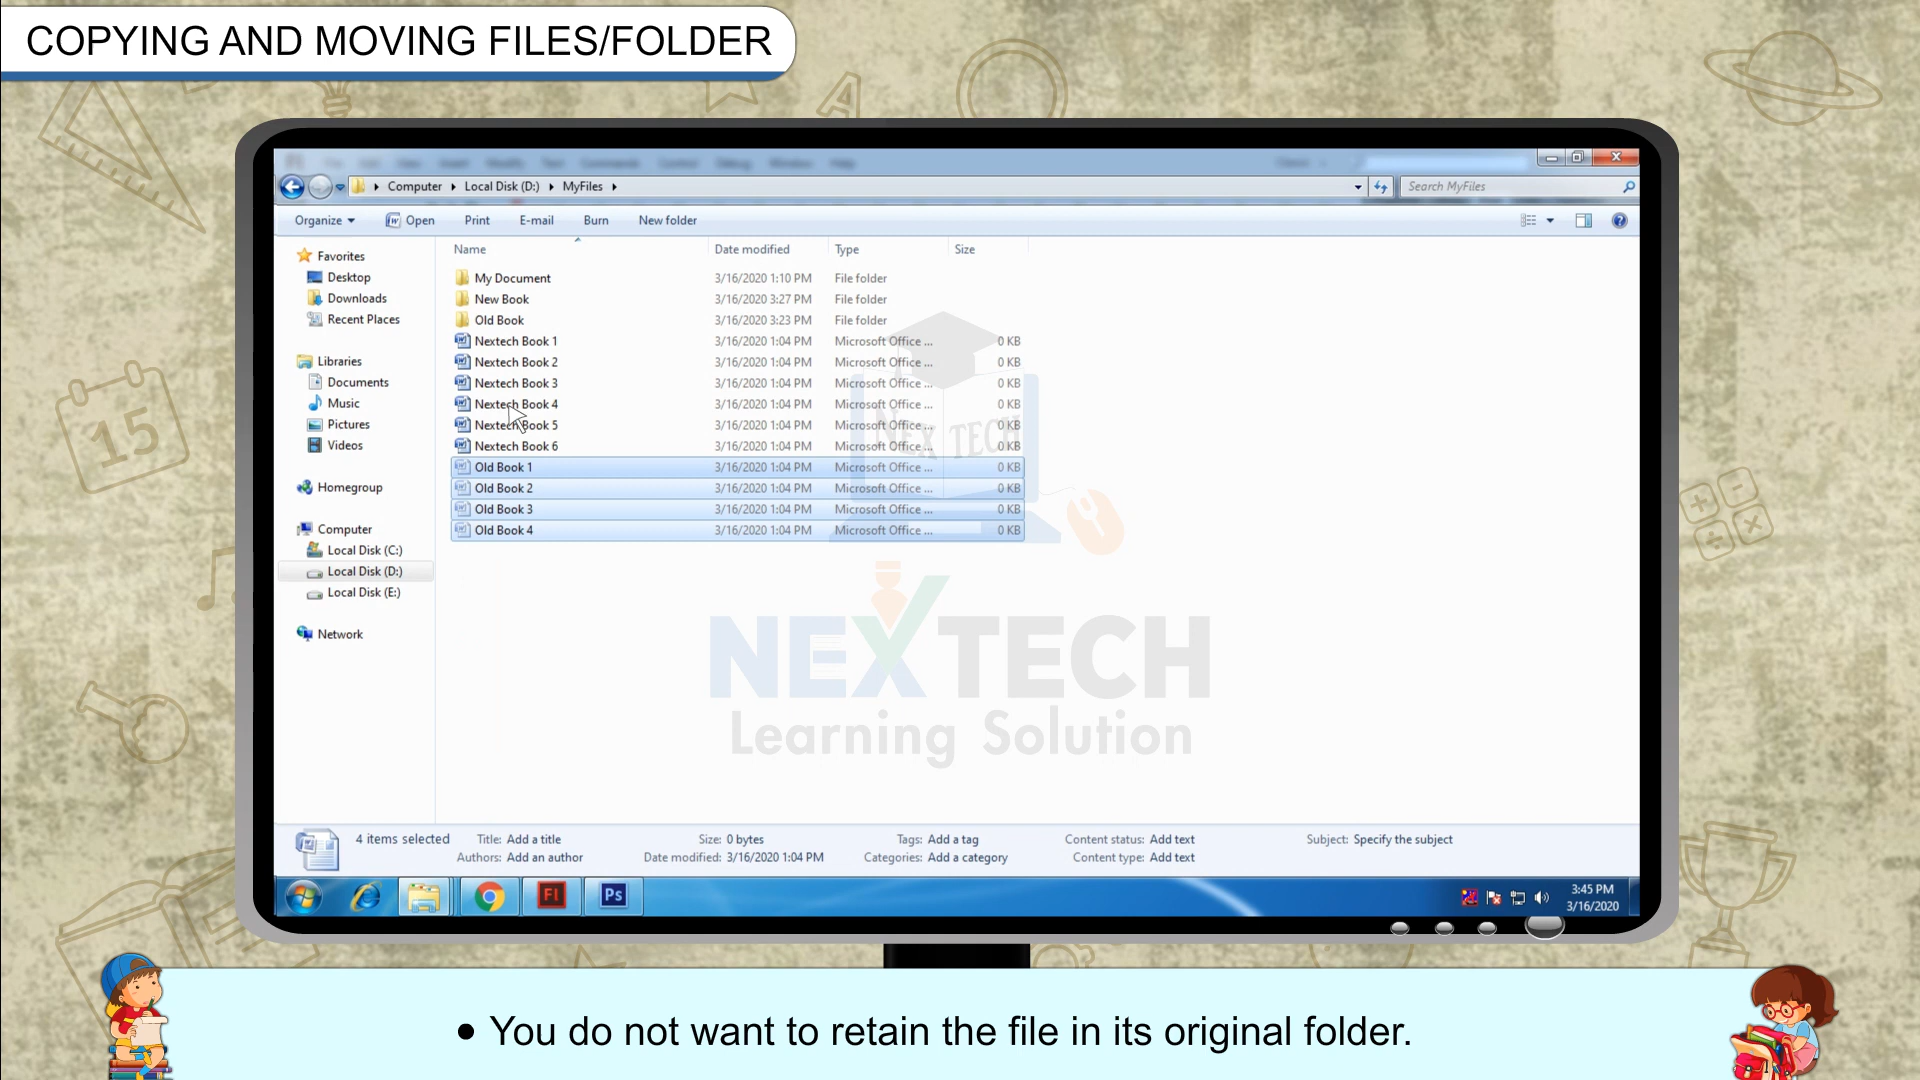 COPYING AND MOVING FILES/FOLDER
Computer Local Disk (D:) MyFiles
Search MyFiles
Organize Open Print E-mail Burn New folder
Name Date modified Type Size
Favorites
Desktop
Downloads
Recent Places
Libraries
Documents
Music
Pictures
Videos
Homegroup
Computer
Local Disk (C:)
Local Disk (D:)
Local Disk (E:)
Network
My Document 3/16/2020 1:10 PM File folder
New Book 3/16/2020 3:27 PM File folder
Old Book 3/16/2020 3:23 PM File folder
Nextech Book 1 3/16/2020 1:04 PM Microsoft Office ... 0 KB
Nextech Book 2 3/16/2020 1:04 PM Microsoft Office ... 0 KB
Nextech Book 3 3/16/2020 1:04 PM Microsoft Office ... 0 KB
Nextech Book 4 3/16/2020 1:04 PM Microsoft Office ... 0 KB
Nextech Book 5 3/16/2020 1:04 PM Microsoft Office ... 0 KB
Nextech Book 6 3/16/2020 1:04 PM Microsoft Office ... 0 KB
Old Book 1 3/16/2020 1:04 PM Microsoft Office ... 0 KB
Old Book 2 3/16/2020 1:04 PM Microsoft Office ... 0 KB
Old Book 3 3/16/2020 1:04 PM Microsoft Office ... 0 KB
Old Book 4 3/16/2020 1:04 PM Microsoft Office ... 0 KB
NEX TECH
NEXTECH
Learning Solution
4 items selected Title: Add a title Size: 0 bytes Tags: Add a tag Content status: Add text Subject: Specify the subject
Authors: Add an author Date modified: 3/16/2020 1:04 PM Categories: Add a category Content type: Add text
Fl Ps
3:45 PM
3/16/2020
A
15
• You do not want to retain the file in its original folder.